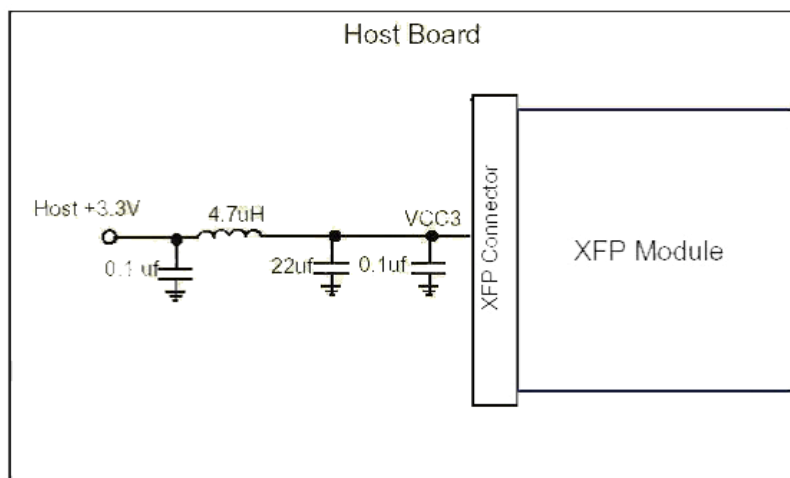 Host Board
Host +3.3V
4.7uH
VCC3
0.1 uf
22uf
0.1uf
XFP Connector
XFP Module